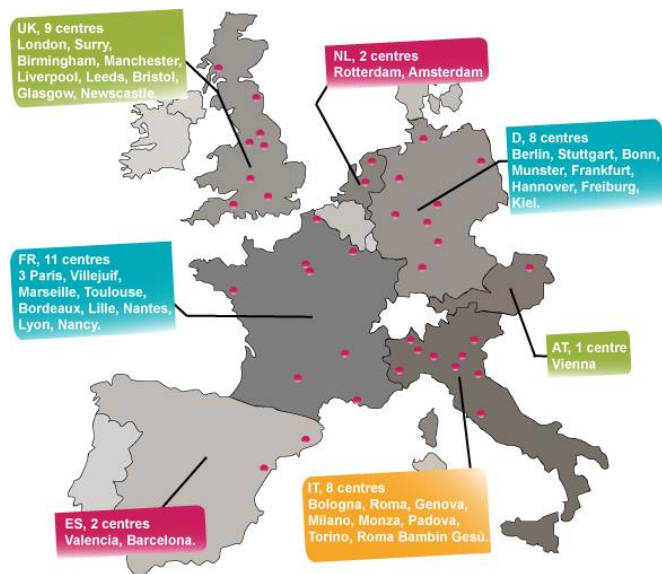 UK, 9 centres
London, Surry,
Birmingham, Manchester,
Liverpool, Leeds, Bristol,
Glasgow, Newcastle.
NL, 2 centres
Rotterdam, Amsterdam
D, 8 centres
Berlin, Stuttgart, Bonn,
Munster, Frankfurt,
Hannover, Freiburg,
Kiel.
FR, 11 centres
3 Paris, Villejuif,
Marseille, Toulouse,
Bordeaux, Lille, Nantes,
Lyon, Nancy.
AT, 1 centre
Vienna
ES, 2 centres
Valencia, Barcelona.
IT, 8 centres
Bologna, Roma, Genova,
Milano, Monza, Padova,
Torino, Roma Bambin Gesù.